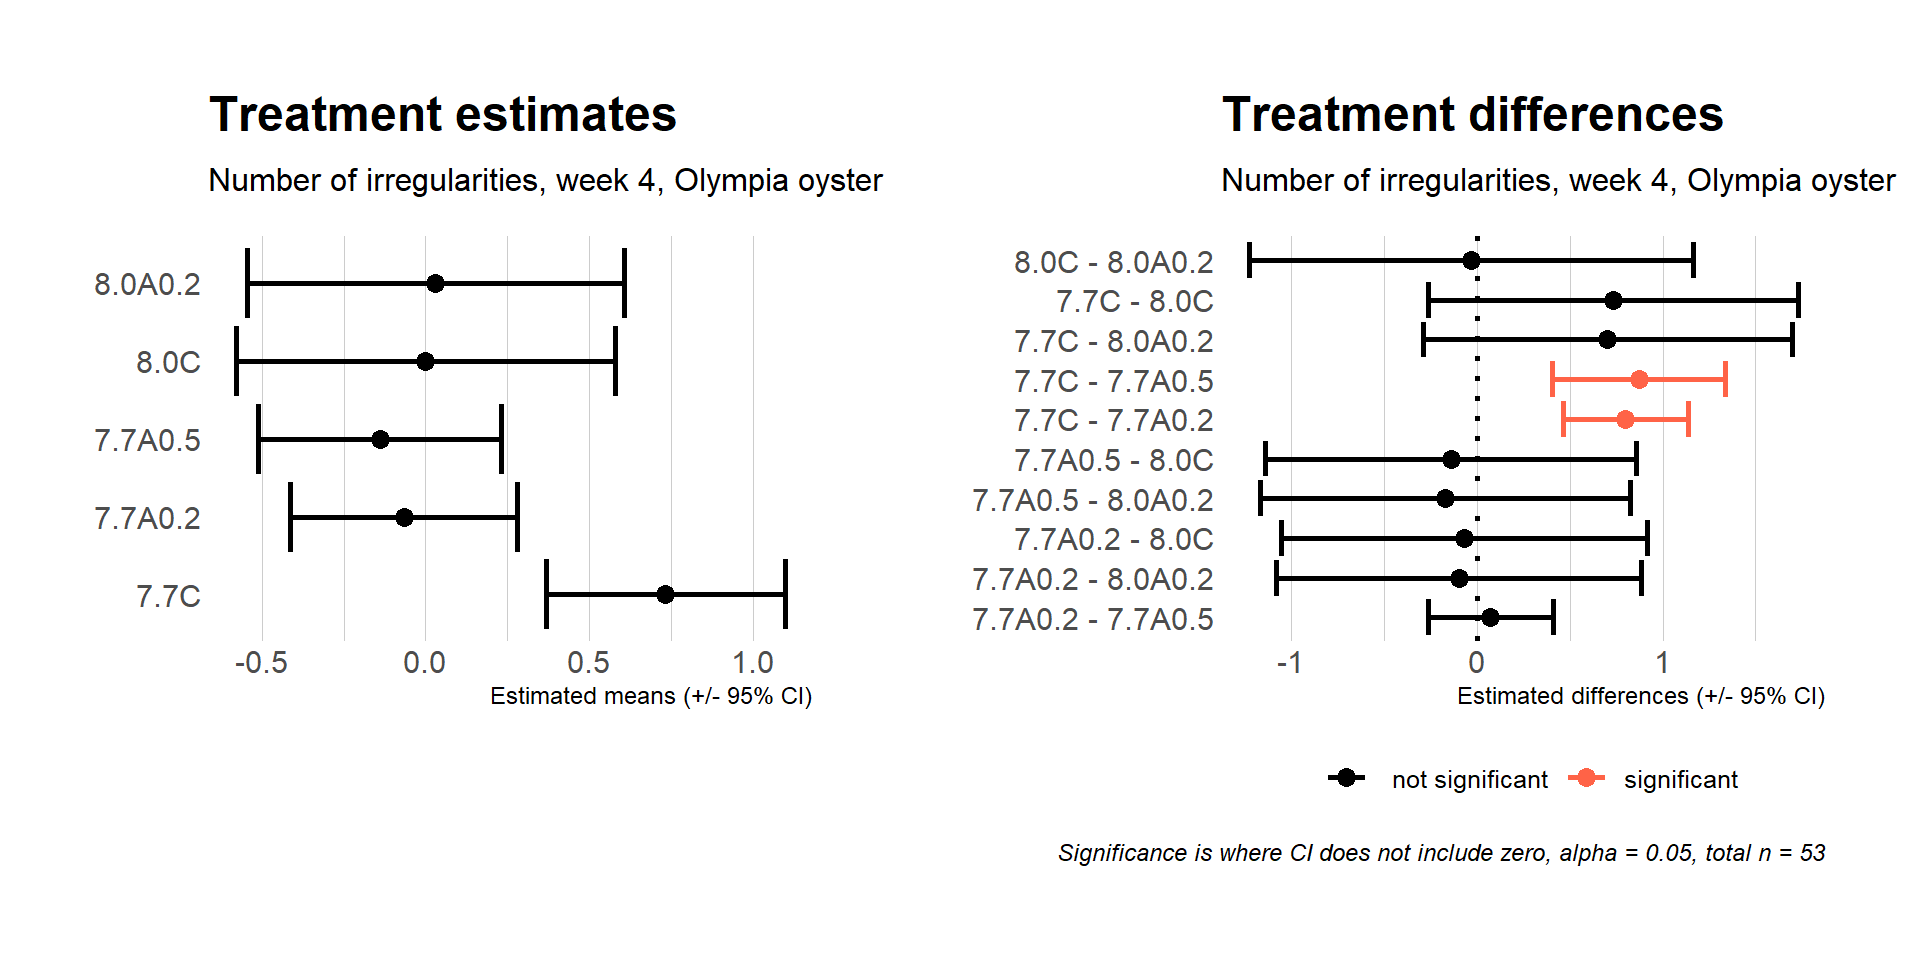 Treatment estimates
Number of irregularities, week 4, Olympia oyster
8.0A0.2
8.0C
7.7A0.5
7.7A0.2
7.7C
-0.5 0.0 0.5 1.0
Estimated means (+/- 95% CI)
Treatment differences
Number of irregularities, week 4, Olympia oyster
8.0C - 8.0A0.2
7.7C - 8.0C
7.7C - 8.0A0.2
7.7C - 7.7A0.5
7.7C - 7.7A0.2
7.7A0.5 - 8.0C
7.7A0.5 - 8.0A0.2
7.7A0.2 - 8.0C
7.7A0.2 - 8.0A0.2
7.7A0.2 - 7.7A0.5
-1 0 1
Estimated differences (+/- 95% CI)
not significant significant
Significance is where CI does not include zero, alpha = 0.05, total n = 53